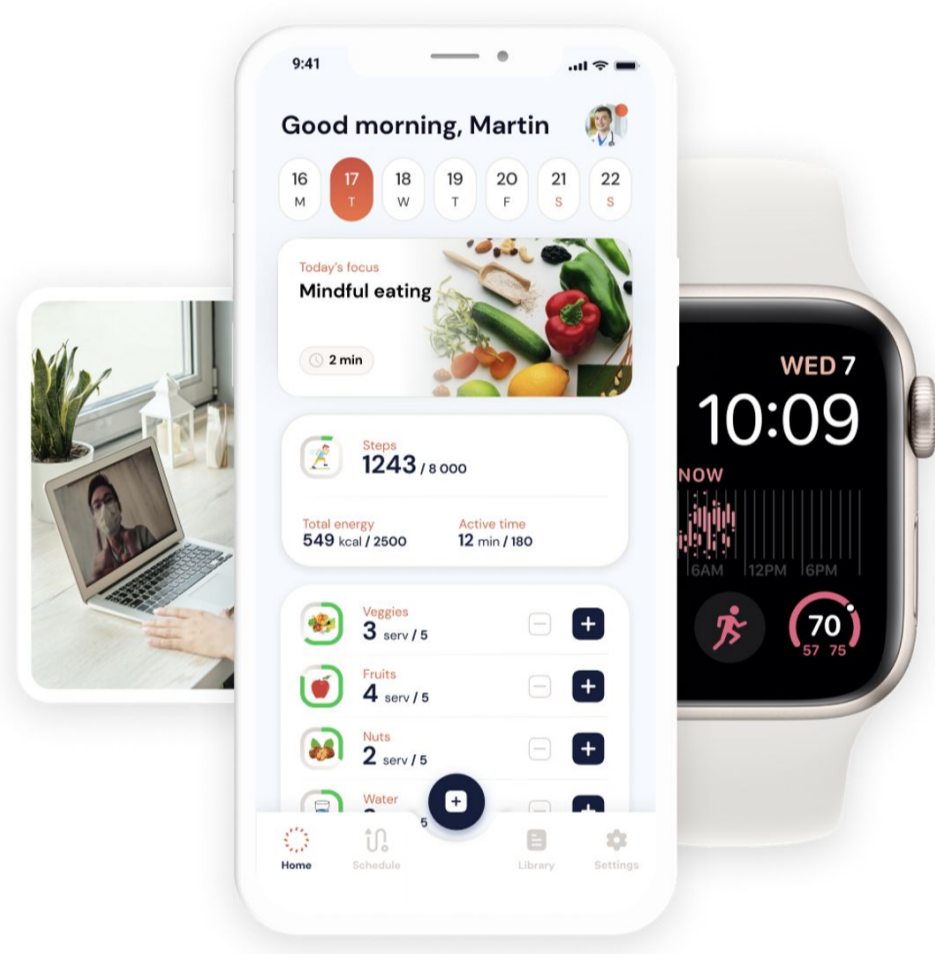 9:41
Good morning, Martin
16 17 18 19 20 21 22
M T W T F S S
Today's focus
Mindful eating
2 min
Steps
1243 / 8 000
Total energy Active time
549 kcal / 2500 12 min / 180
Veggies
3 serv / 5
Fruits
4 serv / 5
Nuts
2 serv / 5
Water
5
Home Schedule Library Settings
WED 7
10:09
NOW
6AM 12PM 6PM
70
57 75